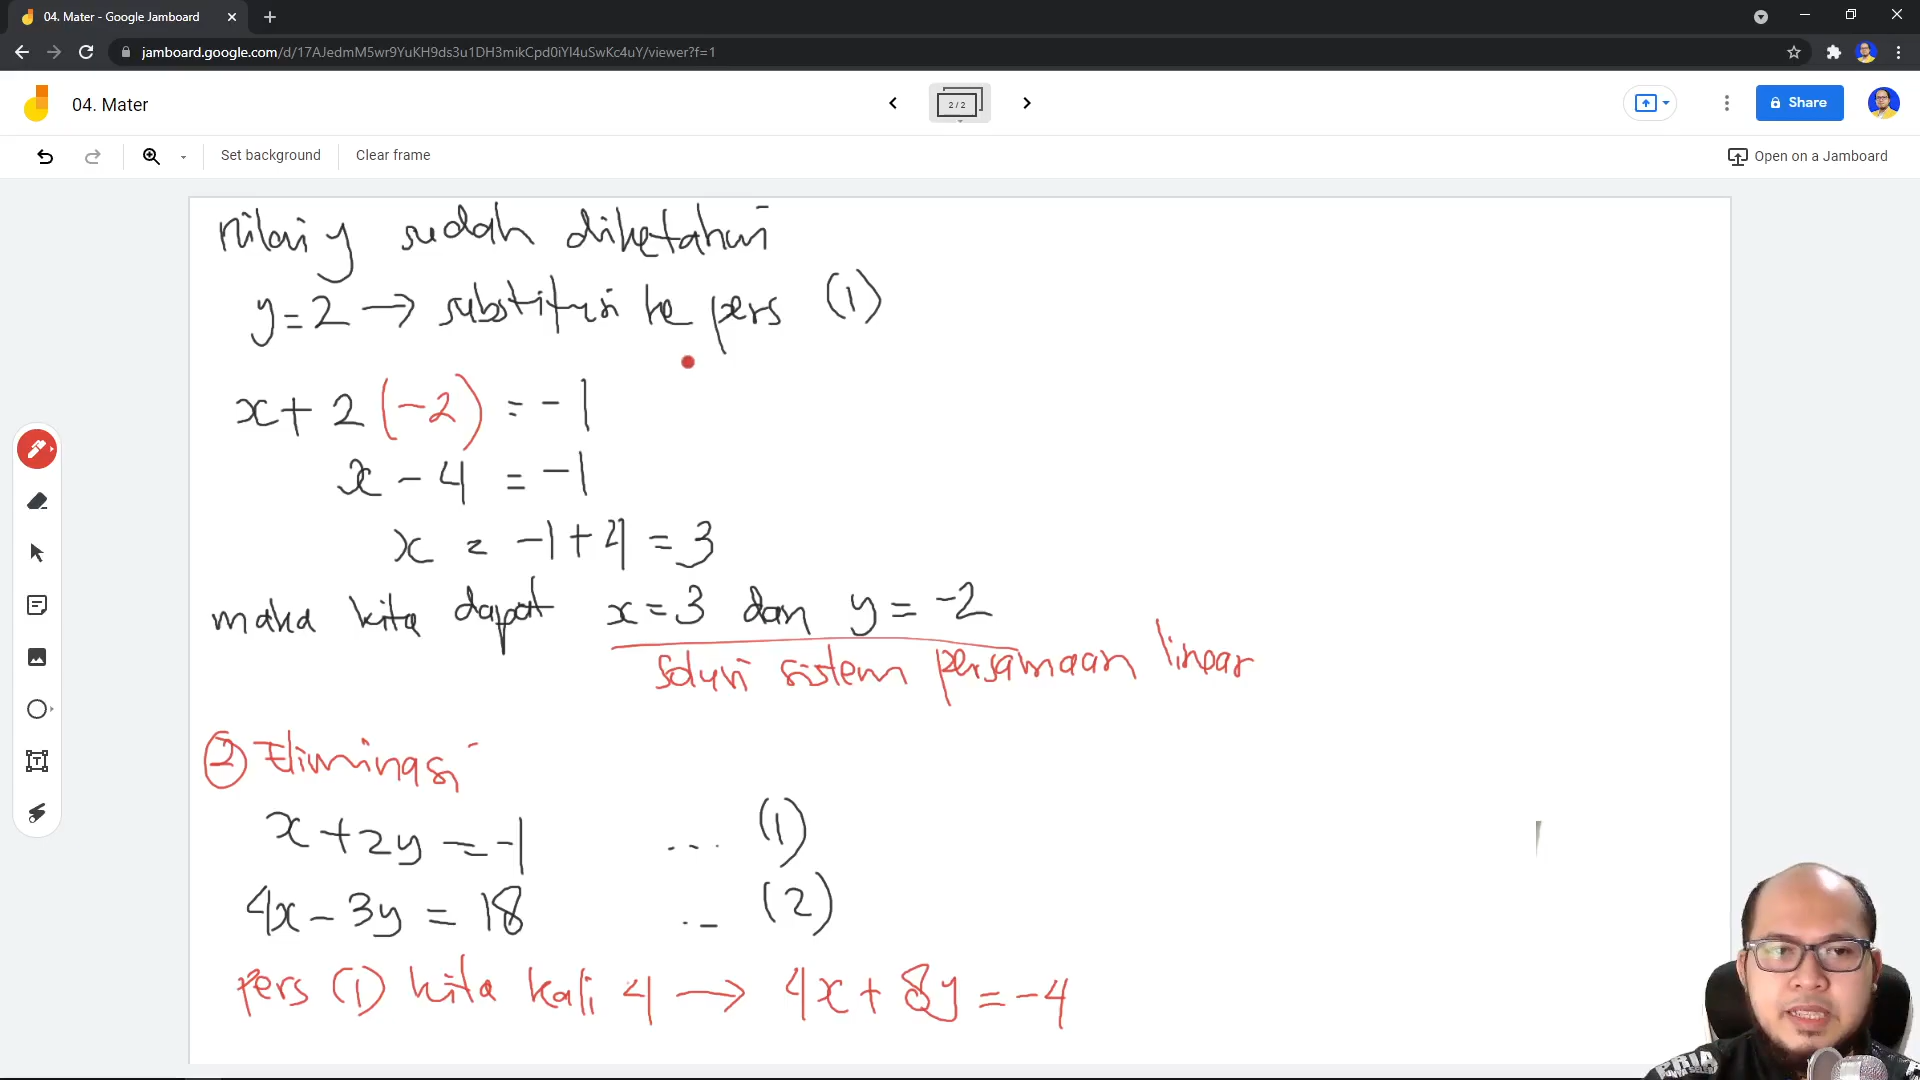 04. Mater - Google Jamboard
jamboard.google.com/d/17AJedmM5wr9YuKH9ds3u1DH3mikCpd0iYl4uSwKc4uY/viewer?f=1
04. Mater
2 / 2
Share
Set background
Clear frame
Open on a Jamboard
nilai y sudah diketahui
y = 2 → substitusi ke pers (1)
x + 2 (-2) = -1
x - 4 = -1
x = -1 + 4 = 3
maka kita dapat x = 3 dan y = -2
solusi sistem persamaan linear
② Eliminasi
x + 2y = -1 ... (1)
4x - 3y = 18 .. (2)
pers (1) kita kali 4 → 4x + 8y = -4
PRIA